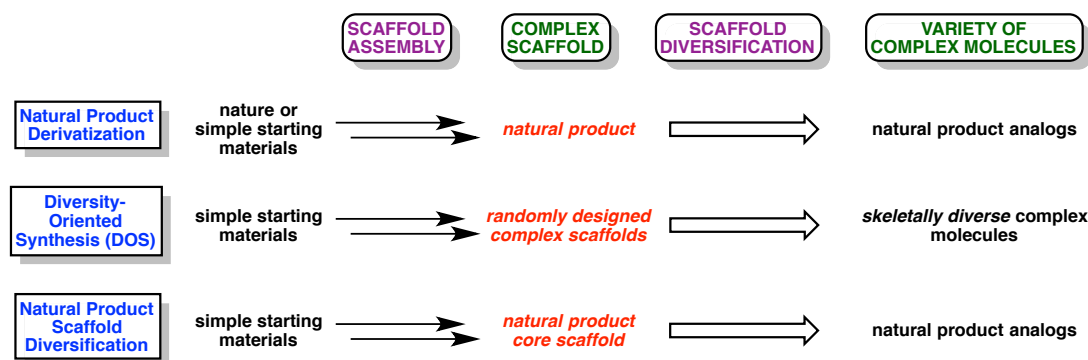 SCAFFOLD
ASSEMBLY
COMPLEX
SCAFFOLD
SCAFFOLD
DIVERSIFICATION
VARIETY OF
COMPLEX MOLECULES
Natural Product
Derivatization
nature or
simple starting
materials
natural product
natural product analogs
Diversity-
Oriented
Synthesis (DOS)
simple starting
materials
randomly designed
complex scaffolds
skeletally diverse complex
molecules
Natural Product
Scaffold
Diversification
simple starting
materials
natural product
core scaffold
natural product analogs